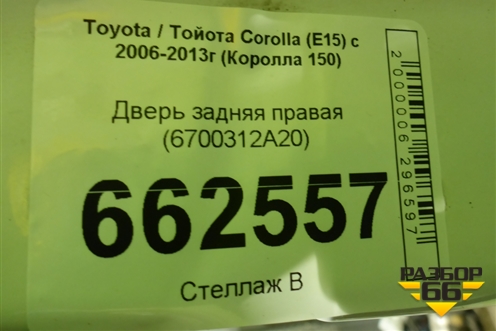 Toyota / Тойота Corolla (E15) с
2006-2013г (Королла 150)
Дверь задняя правая
(6700312A20)
662557
Стеллаж В
2000006296597
РАЗБОР
66